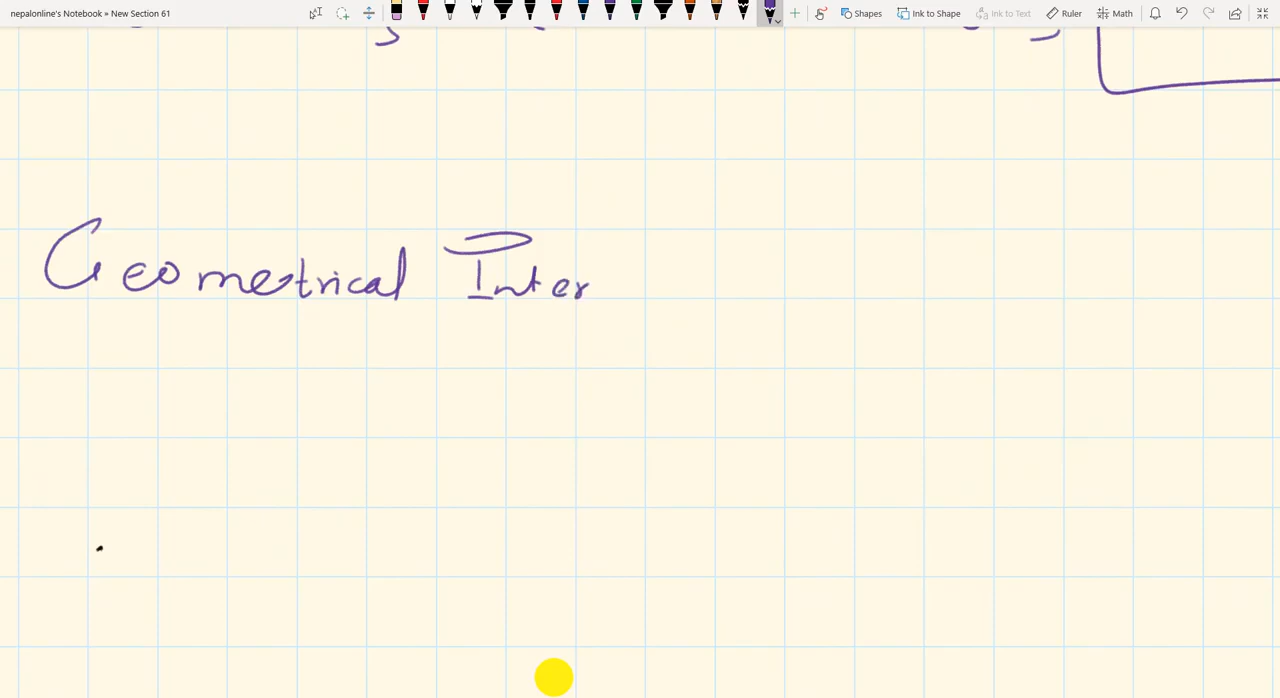 nepalonline's Notebook » New Section 61
Shapes Ink to Shape Ink to Text Ruler Math
Geometrical Inter